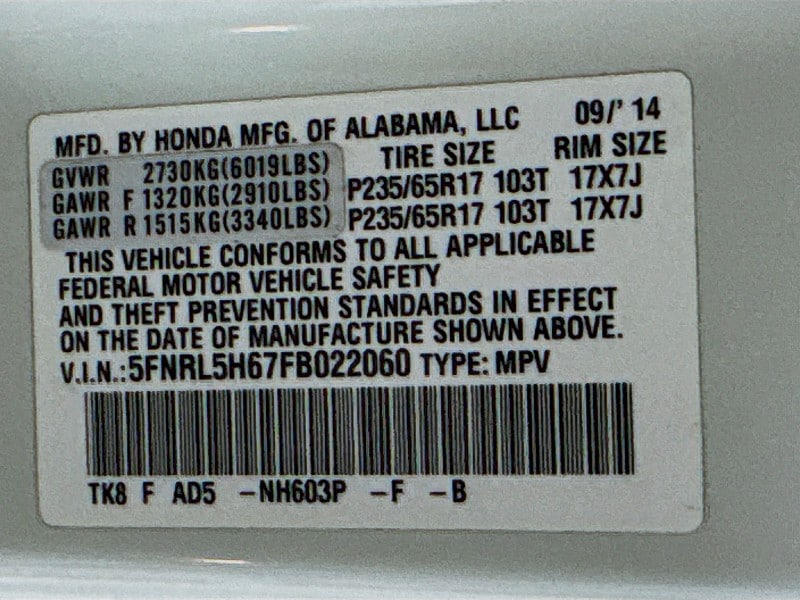 MFD. BY HONDA MFG. OF ALABAMA, LLC 09/' 14
GVWR 2730KG(6019LBS) TIRE SIZE RIM SIZE
GAWR F 1320KG(2910LBS) P235/65R17 103T 17X7J
GAWR R 1515KG(3340LBS) P235/65R17 103T 17X7J
THIS VEHICLE CONFORMS TO ALL APPLICABLE
FEDERAL MOTOR VEHICLE SAFETY
AND THEFT PREVENTION STANDARDS IN EFFECT
ON THE DATE OF MANUFACTURE SHOWN ABOVE.
V.I.N.:5FNRL5H67FB022060 TYPE: MPV
TK8 F AD5 -NH603P -F -B